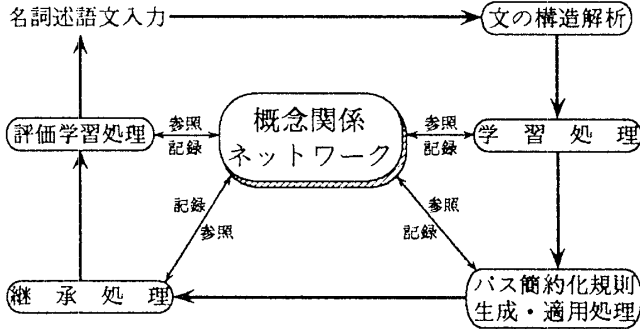 名詞述語文入力
文の構造解析
評価学習処理
参照
記録
概念関係
ネットワーク
参照
記録
学習処理
記録
参照
参照
記録
継承処理
パス簡約化規則
生成・適用処理